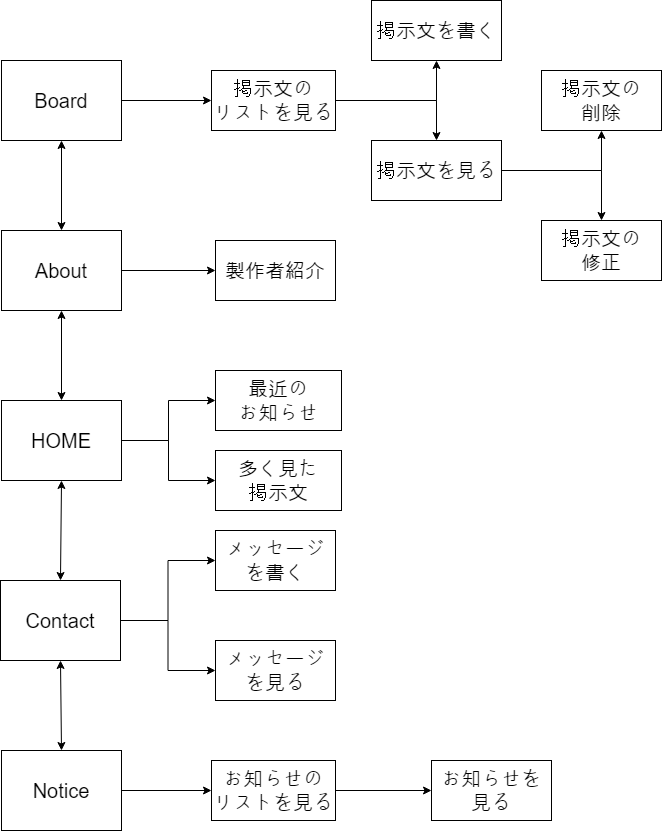 掲示文を書く
Board
掲示文の
リストを見る
掲示文の
削除
掲示文を見る
掲示文の
修正
About
製作者紹介
HOME
最近の
お知らせ
多く見た
掲示文
メッセージ
を書く
Contact
メッセージ
を見る
Notice
お知らせの
リストを見る
お知らせを
見る